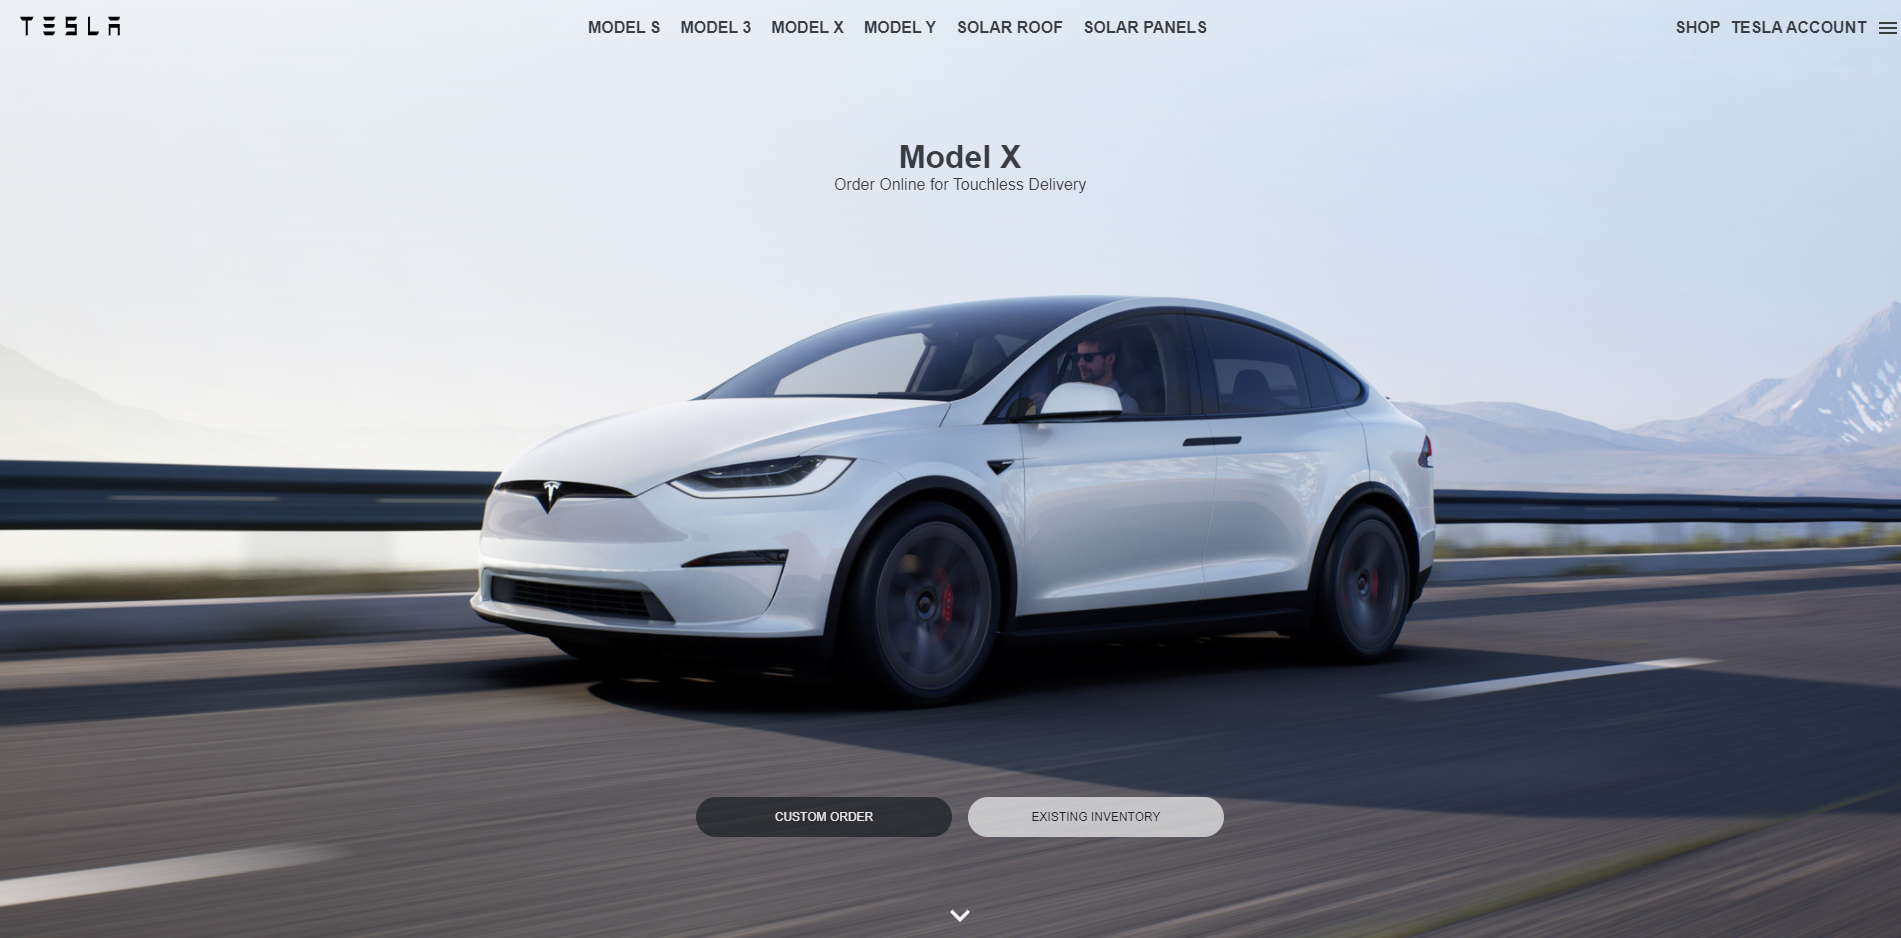 TESLA
MODEL S MODEL 3 MODEL X MODEL Y SOLAR ROOF SOLAR PANELS
SHOP TESLA ACCOUNT
Model X
Order Online for Touchless Delivery
CUSTOM ORDER
EXISTING INVENTORY